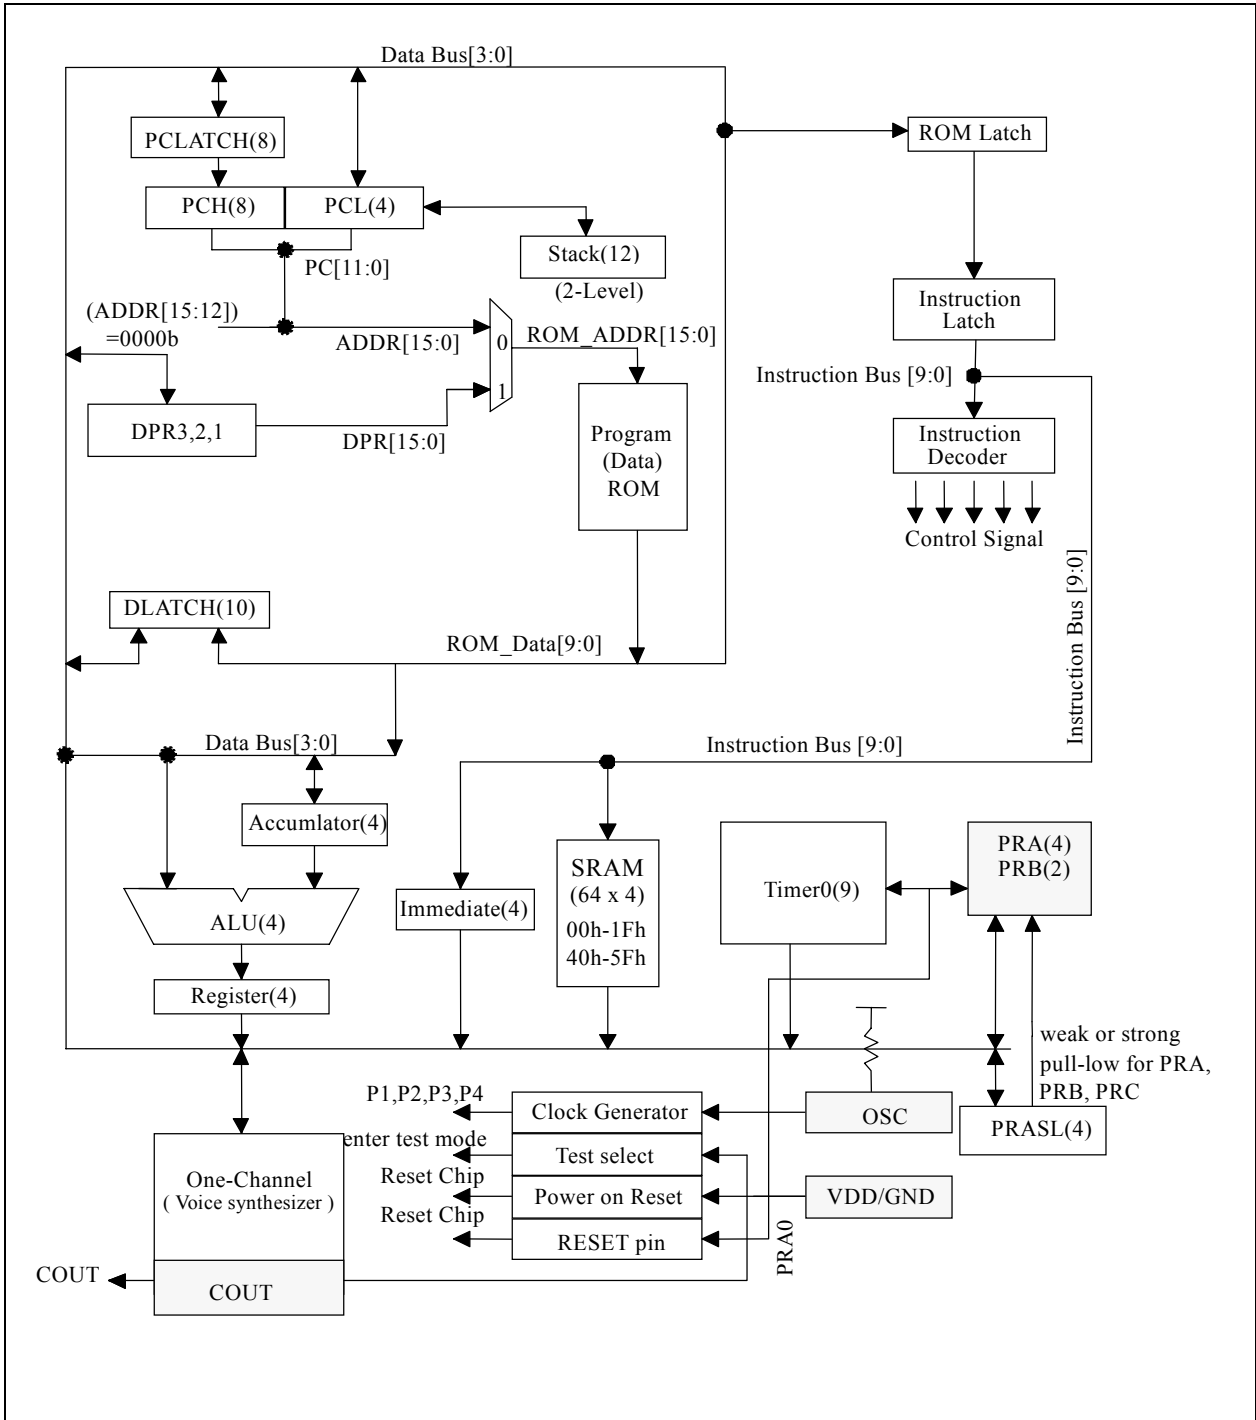 Data Bus[3:0]
PCLATCH(8)
ROM Latch
PCH(8)
PCL(4)
Stack(12)
(2-Level)
PC[11:0]
(ADDR[15:12])
=0000b
ADDR[15:0]
0
1
ROM_ADDR[15:0]
Instruction
Latch
Instruction Bus [9:0]
DPR3,2,1
DPR[15:0]
Program
(Data)
ROM
Instruction
Decoder
Control Signal
Instruction Bus [9:0]
DLATCH(10)
ROM_Data[9:0]
Data Bus[3:0]
Instruction Bus [9:0]
Accumlator(4)
ALU(4)
Register(4)
Immediate(4)
SRAM
(64 x 4)
00h-1Fh
40h-5Fh
Timer0(9)
PRA(4)
PRB(2)
weak or strong
pull-low for PRA,
PRB, PRC
PRASL(4)
P1,P2,P3,P4
Clock Generator
OSC
enter test mode
Test select
Reset Chip
Power on Reset
VDD/GND
Reset Chip
RESET pin
PRA0
One-Channel
( Voice synthesizer )
COUT
COUT